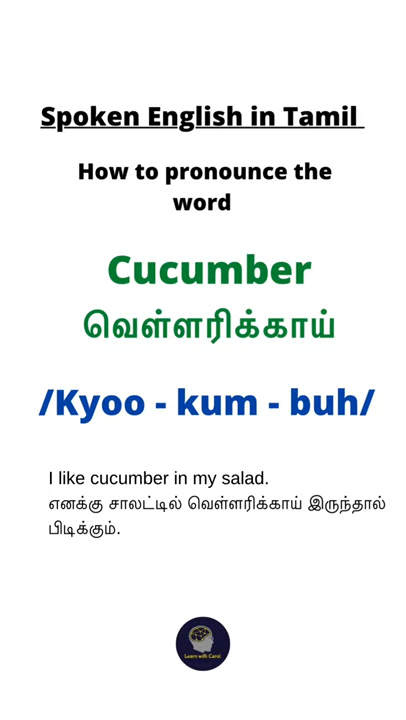 Spoken English in Tamil
How to pronounce the
word
Cucumber
வெள்ளரிக்காய்
/Kyoo - kum - buh/
I like cucumber in my salad.
எனக்கு சாலட்டில் வெள்ளரிக்காய் இருந்தால்
பிடிக்கும்.
Learn with Carol